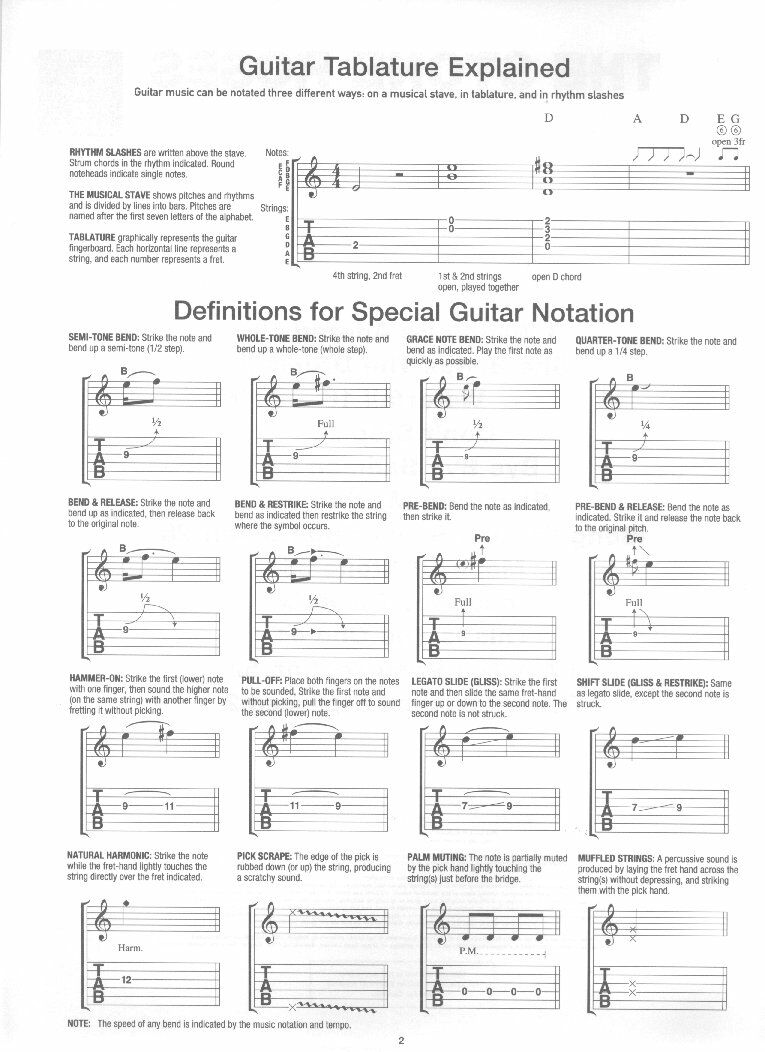 Guitar Tablature Explained
Guitar music can be notated three different ways: on a musical stave, in tablature, and in rhythm slashes
D A D E G
6 6
open 3fr
RHYTHM SLASHES are written above the stave.
Strum chords in the rhythm indicated. Round
noteheads indicate single notes.
THE MUSICAL STAVE shows pitches and rhythms
and is divided by lines into bars. Pitches are
named after the first seven letters of the alphabet.
TABLATURE graphically represents the guitar
fingerboard. Each horizontal line represents a
string, and each number represents a fret.
Notes:
F
E D
C B
A G
F E
4
4
Strings:
E
B
G
D
A
E
T
A
B
2
0
0
2
3
2
0
4th string, 2nd fret
1st & 2nd strings
open, played together
open D chord
Definitions for Special Guitar Notation
SEMI-TONE BEND: Strike the note and
bend up a semi-tone (1/2 step).
B
1/2
T
A
B
9
WHOLE-TONE BEND: Strike the note and
bend up a whole-tone (whole step).
B
Full
T
A
B
9
GRACE NOTE BEND: Strike the note and
bend as indicated. Play the first note as
quickly as possible.
B
1/2
T
A
B
9
QUARTER-TONE BEND: Strike the note and
bend up a 1/4 step.
B
1/4
T
A
B
9
BEND & RELEASE: Strike the note and
bend up as indicated, then release back
to the original note.
B
1/2
T
A
B
9
BEND & RESTRIKE: Strike the note and
bend as indicated then restrike the string
where the symbol occurs.
B
1/2
T
A
B
9
PRE-BEND: Bend the note as indicated,
then strike it.
Pre
Full
T
A
B
9
PRE-BEND & RELEASE: Bend the note as
indicated. Strike it and release the note back
to the original pitch.
Pre
Full
T
A
B
9
HAMMER-ON: Strike the first (lower) note
with one finger, then sound the higher note
(on the same string) with another finger by
fretting it without picking.
T
A
B
9 11
PULL-OFF: Place both fingers on the notes
to be sounded, Strike the first note and
without picking, pull the finger off to sound
the second (lower) note.
T
A
B
11 9
LEGATO SLIDE (GLISS): Strike the first
note and then slide the same fret-hand
finger up or down to the second note. The
second note is not struck.
T
A
B
7 9
SHIFT SLIDE (GLISS & RESTRIKE): Same
as legato slide, except the second note is
struck.
T
A
B
7 9
NATURAL HARMONIC: Strike the note
while the fret-hand lightly touches the
string directly over the fret indicated.
Harm.
T
A
B
12
PICK SCRAPE: The edge of the pick is
rubbed down (or up) the string, producing
a scratchy sound.
T
A
B
PALM MUTING: The note is partially muted
by the pick hand lightly touching the
string(s) just before the bridge.
P.M.
T
A
B
0 0 0 0
MUFFLED STRINGS: A percussive sound is
produced by laying the fret hand across the
string(s) without depressing, and striking
them with the pick hand.
T
A
B
NOTE: The speed of any bend is indicated by the music notation and tempo.
2